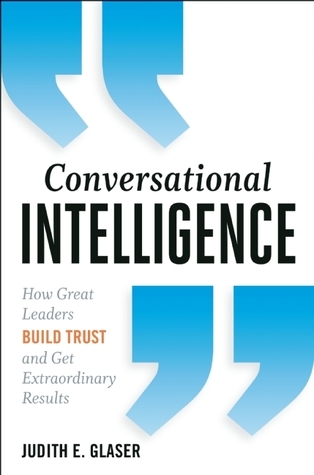 Conversational
INTELLIGENCE
How Great
Leaders
BUILD TRUST
and Get
Extraordinary
Results
JUDITH E. GLASER